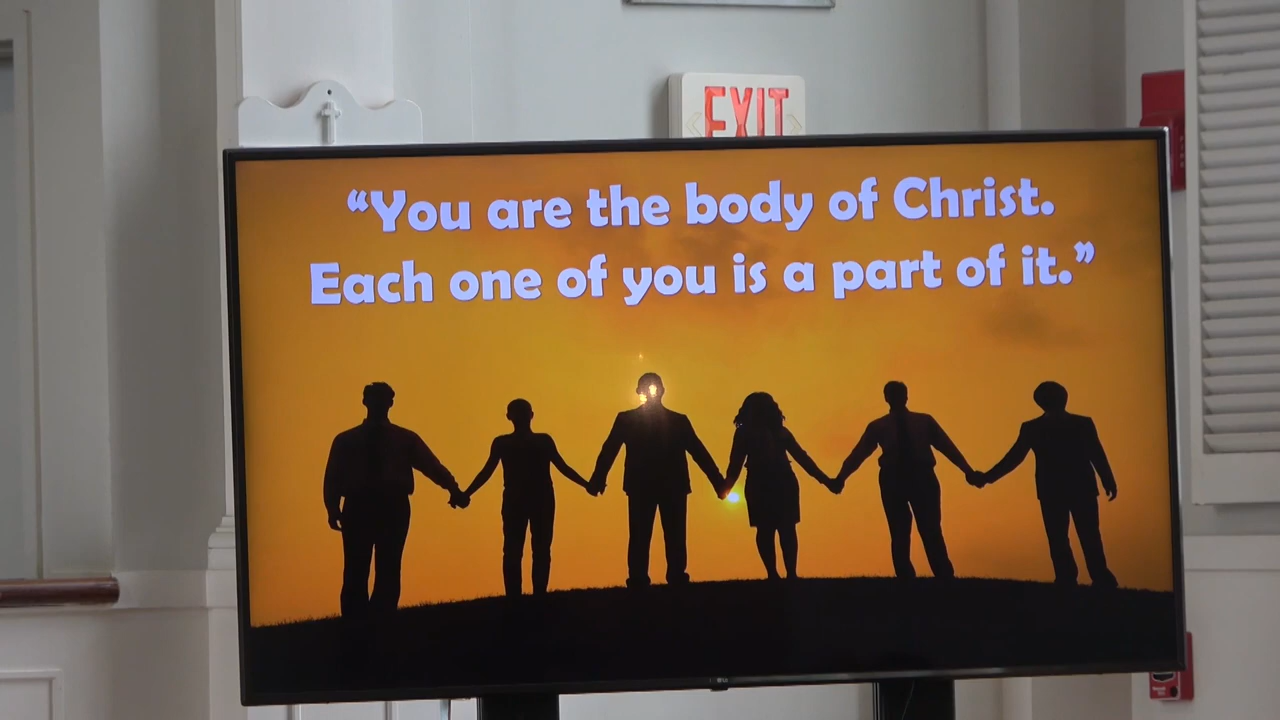 EXIT
“You are the body of Christ.
Each one of you is a part of it.”